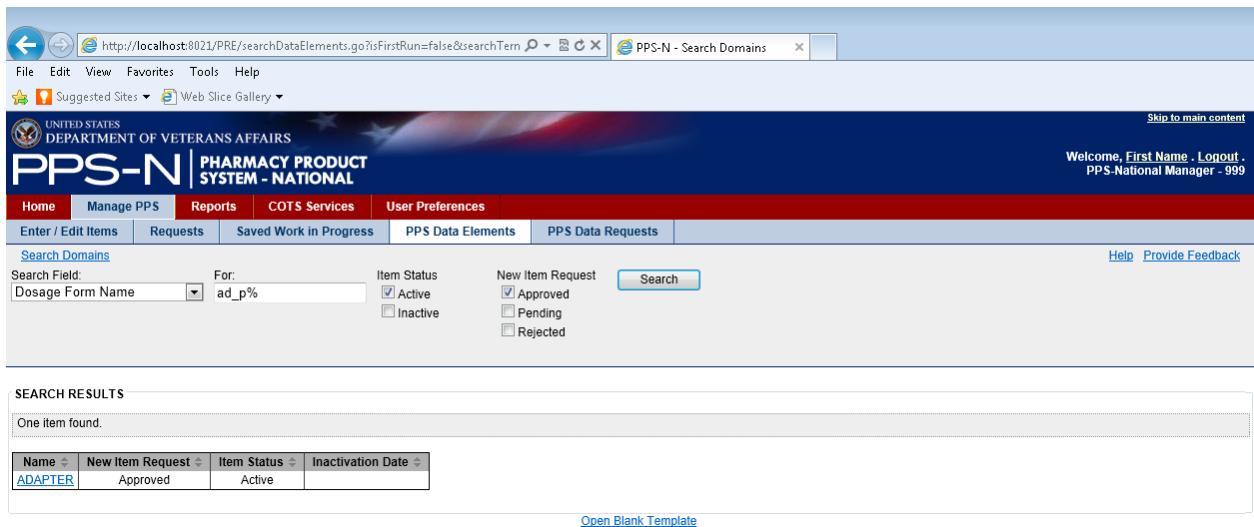 http://localhost:8021/PRE/searchDataElements.go?isFirstRun=false&searchTern
PPS-N - Search Domains
File Edit View Favorites Tools Help
Suggested Sites Web Slice Gallery
Skip to main content
UNITED STATES
DEPARTMENT OF VETERANS AFFAIRS
PPS-N PHARMACY PRODUCT
SYSTEM - NATIONAL
Welcome, First Name . Logout .
PPS-National Manager - 999
Home Manage PPS Reports COTS Services User Preferences
Enter / Edit Items Requests Saved Work in Progress PPS Data Elements PPS Data Requests
Search Domains Help Provide Feedback
Search Field: For: Item Status New Item Request Search
Dosage Form Name ad_p% Active Approved
Inactive Pending
Rejected
SEARCH RESULTS
One item found.
Name New Item Request Item Status Inactivation Date
ADAPTER Approved Active
Open Blank Template